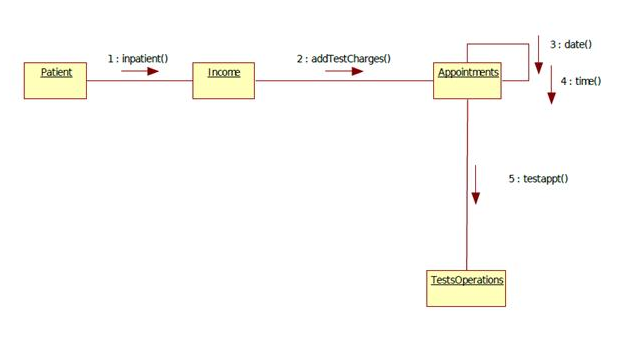 1 : inpatient()
2 : addTestCharges()
3 : date()
Patient
Income
Appointments
4 : time()
5 : testappt()
TestsOperations